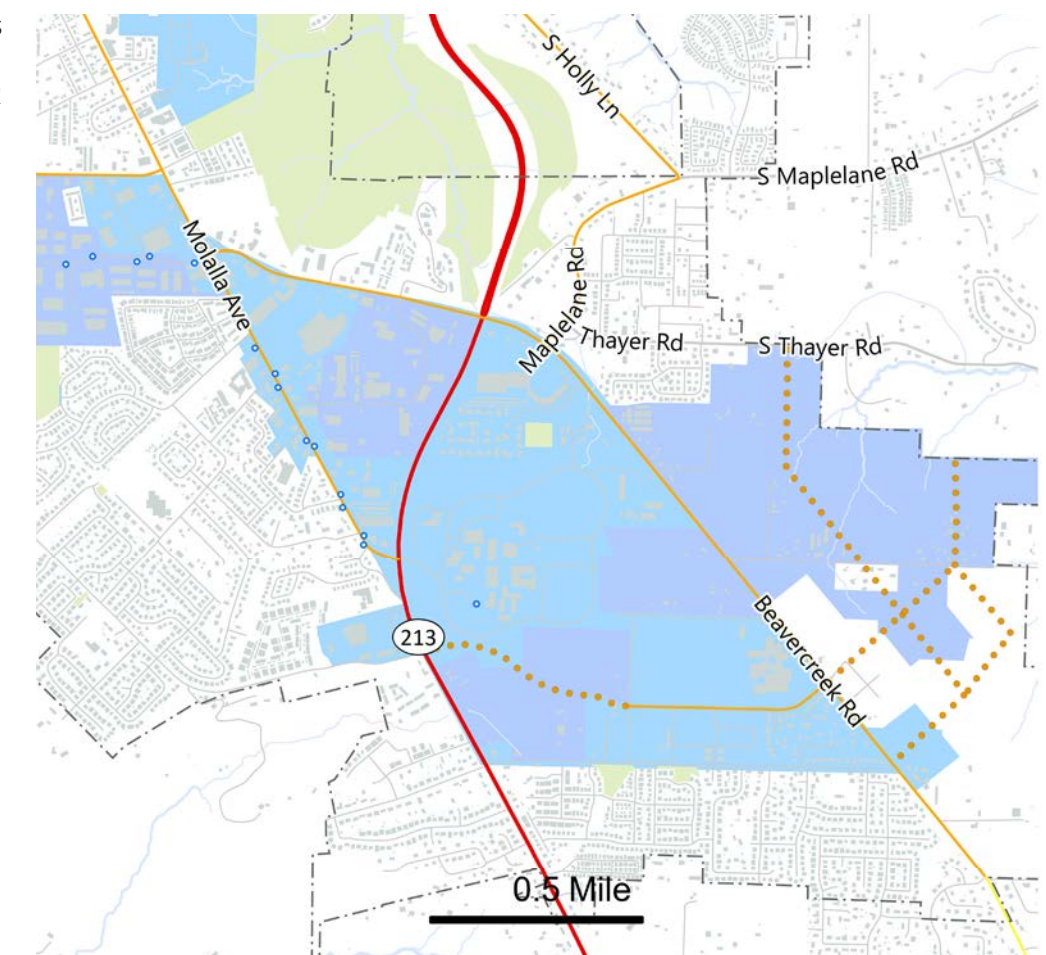 s
S Holly Ln
S Maplelane Rd
Molalla Ave
Maplelane Rd
Thayer Rd
S Thayer Rd
213
Beavercreek Rd
0.5 Mile